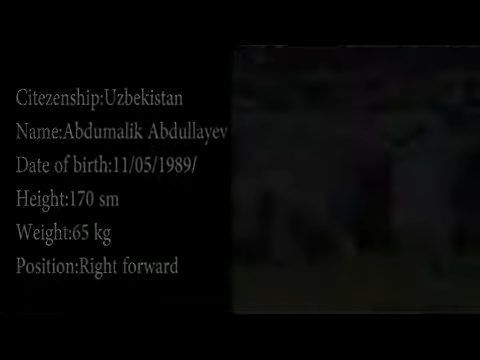 Citezenship:Uzbekistan
Name:Abdumalik Abdullayev
Date of birth:11/05/1989/
Height:170 sm
Weight:65 kg
Position:Right forward